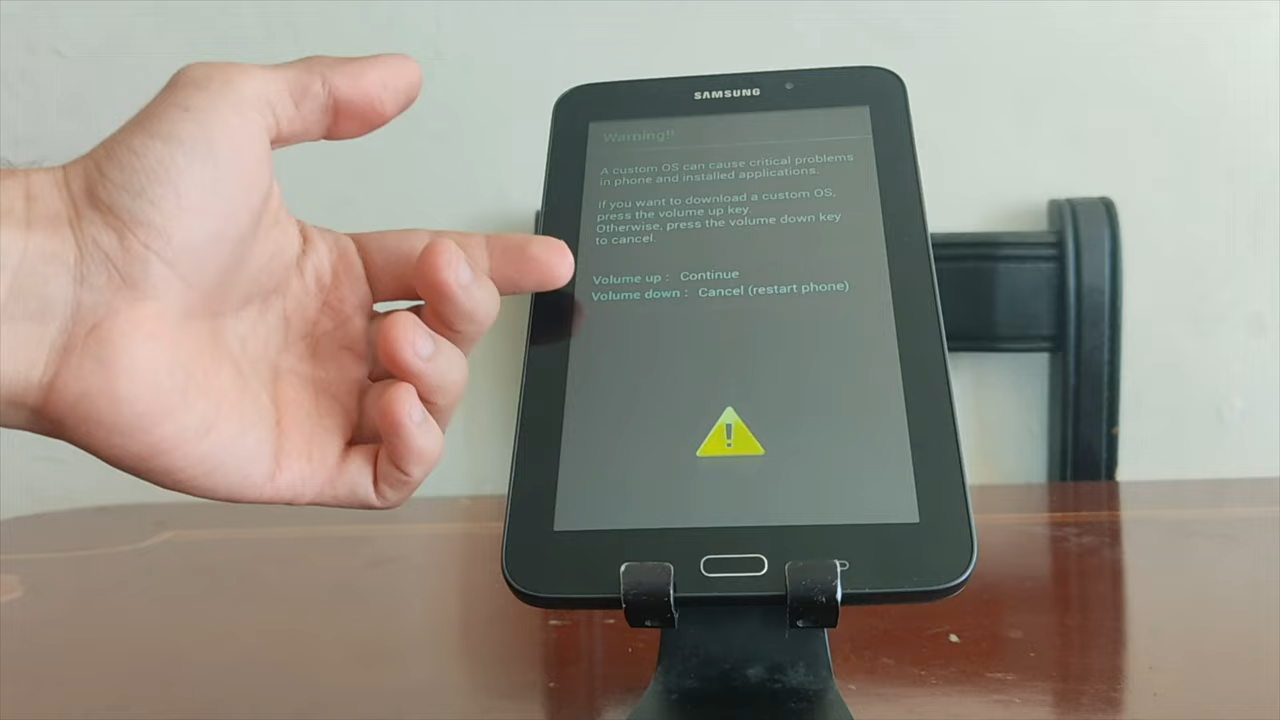 SAMSUNG
Warning!!
A custom OS can cause critical problems
in phone and installed applications.
If you want to download a custom OS,
press the volume up key.
Otherwise, press the volume down key
to cancel.
Volume up : Continue
Volume down : Cancel (restart phone)